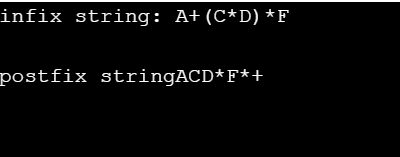 infix string: A+(C*D)*F
postfix stringACD*F*+